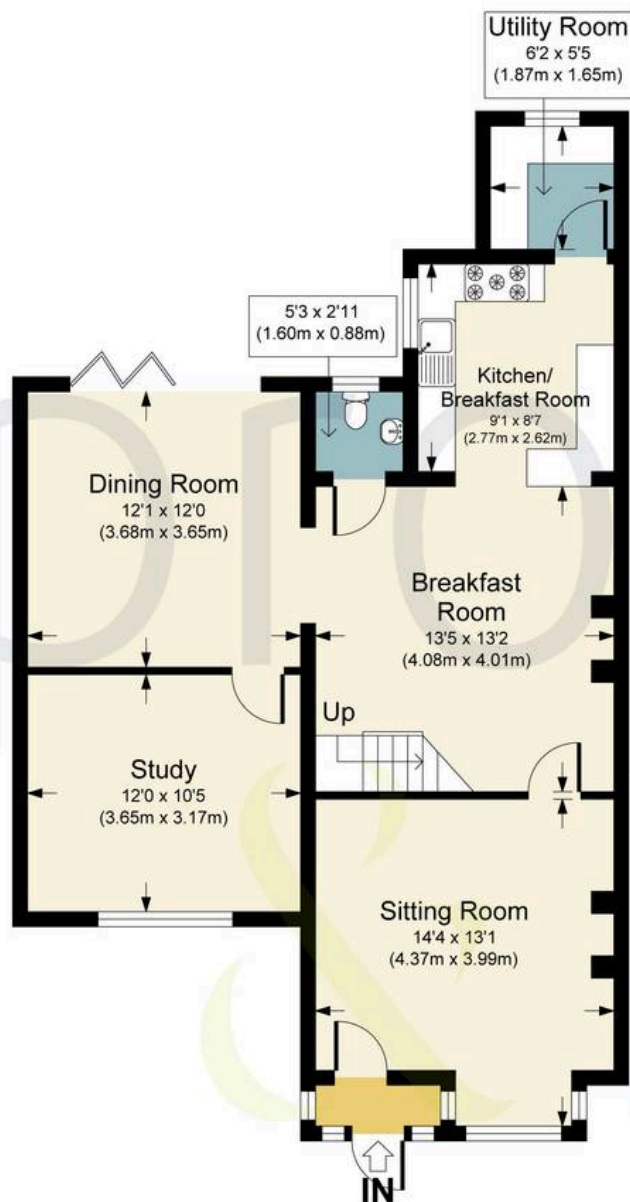 Utility Room
6'2 x 5'5
(1.87m x 1.65m)
5'3 x 2'11
(1.60m x 0.88m)
Kitchen/
Breakfast Room
9'1 x 8'7
(2.77m x 2.62m)
Dining Room
12'1 x 12'0
(3.68m x 3.65m)
Breakfast
Room
13'5 x 13'2
(4.08m x 4.01m)
Up
Study
12'0 x 10'5
(3.65m x 3.17m)
Sitting Room
14'4 x 13'1
(4.37m x 3.99m)
IN